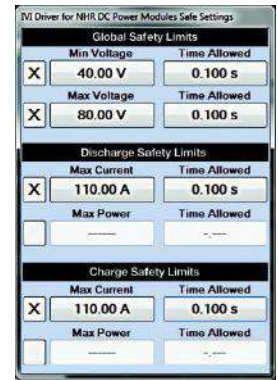 IVI Driver for NHR DC Power Modules Safe Settings
Global Safety Limits
Min Voltage Time Allowed
X 40.00 V 0.100 s
Max Voltage Time Allowed
X 80.00 V 0.100 s
Discharge Safety Limits
Max Current Time Allowed
X 110.00 A 0.100 s
Max Power Time Allowed
------ -.---
Charge Safety Limits
Max Current Time Allowed
X 110.00 A 0.100 s
Max Power Time Allowed
------ -.---